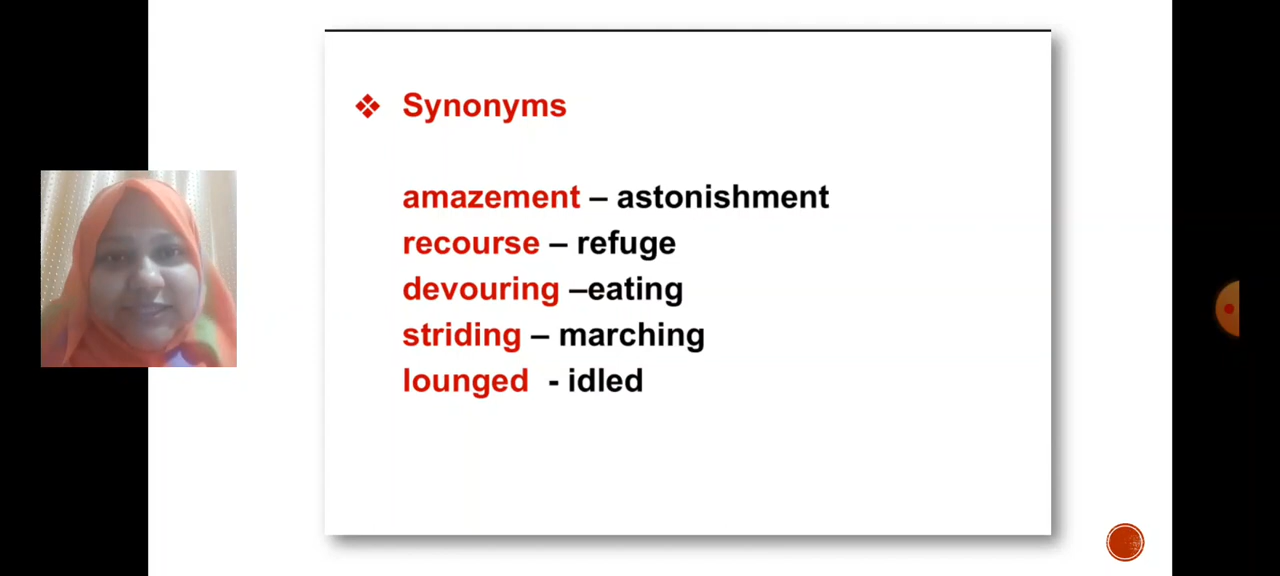 Synonyms
amazement – astonishment
recourse – refuge
devouring –eating
striding – marching
lounged - idled